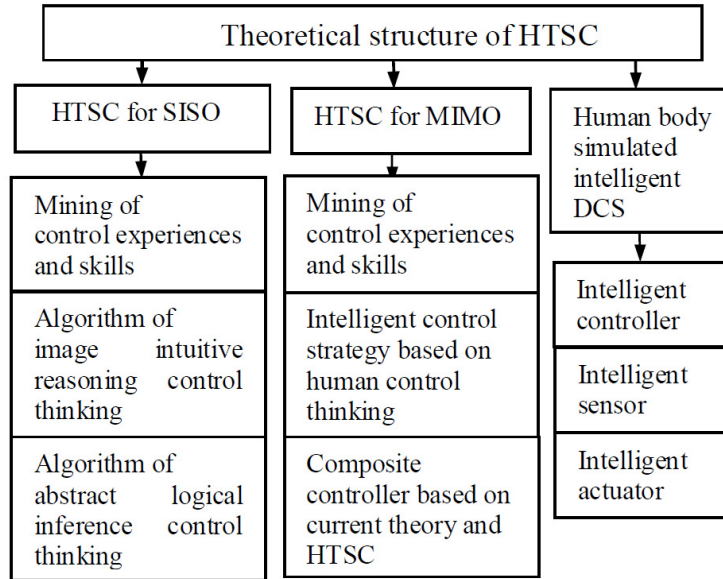 Theoretical structure of HTSC
HTSC for SISO
Mining of
control experiences
and skills
Algorithm of
image intuitive
reasoning control
thinking
Algorithm of
abstract logical
inference control
thinking
HTSC for MIMO
Mining of
control experiences
and skills
Intelligent control
strategy based on
human control
thinking
Composite
controller based on
current theory and
HTSC
Human body
simulated
intelligent
DCS
Intelligent
controller
Intelligent
sensor
Intelligent
actuator